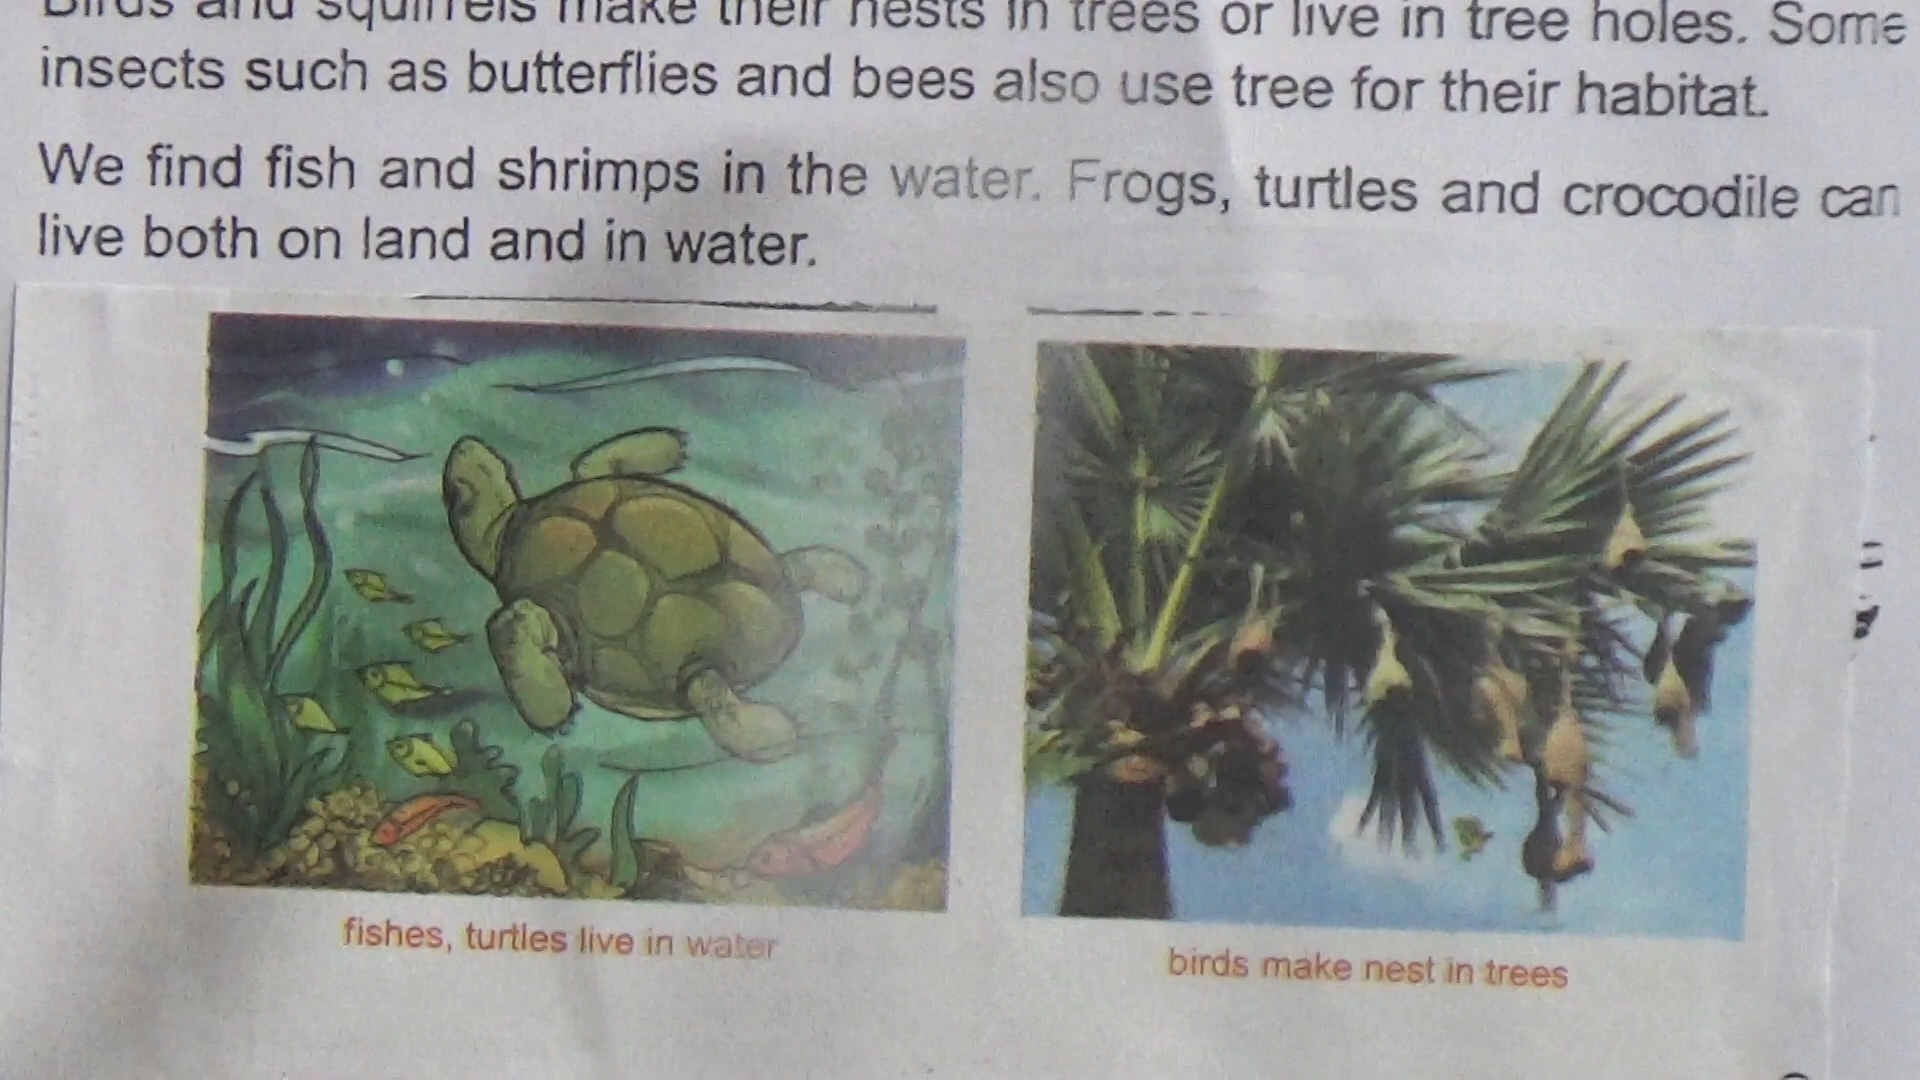 Birds and squirrels make their nests in trees or live in tree holes. Some
insects such as butterflies and bees also use tree for their habitat.
We find fish and shrimps in the water. Frogs, turtles and crocodile can
live both on land and in water.
fishes, turtles live in water
birds make nest in trees